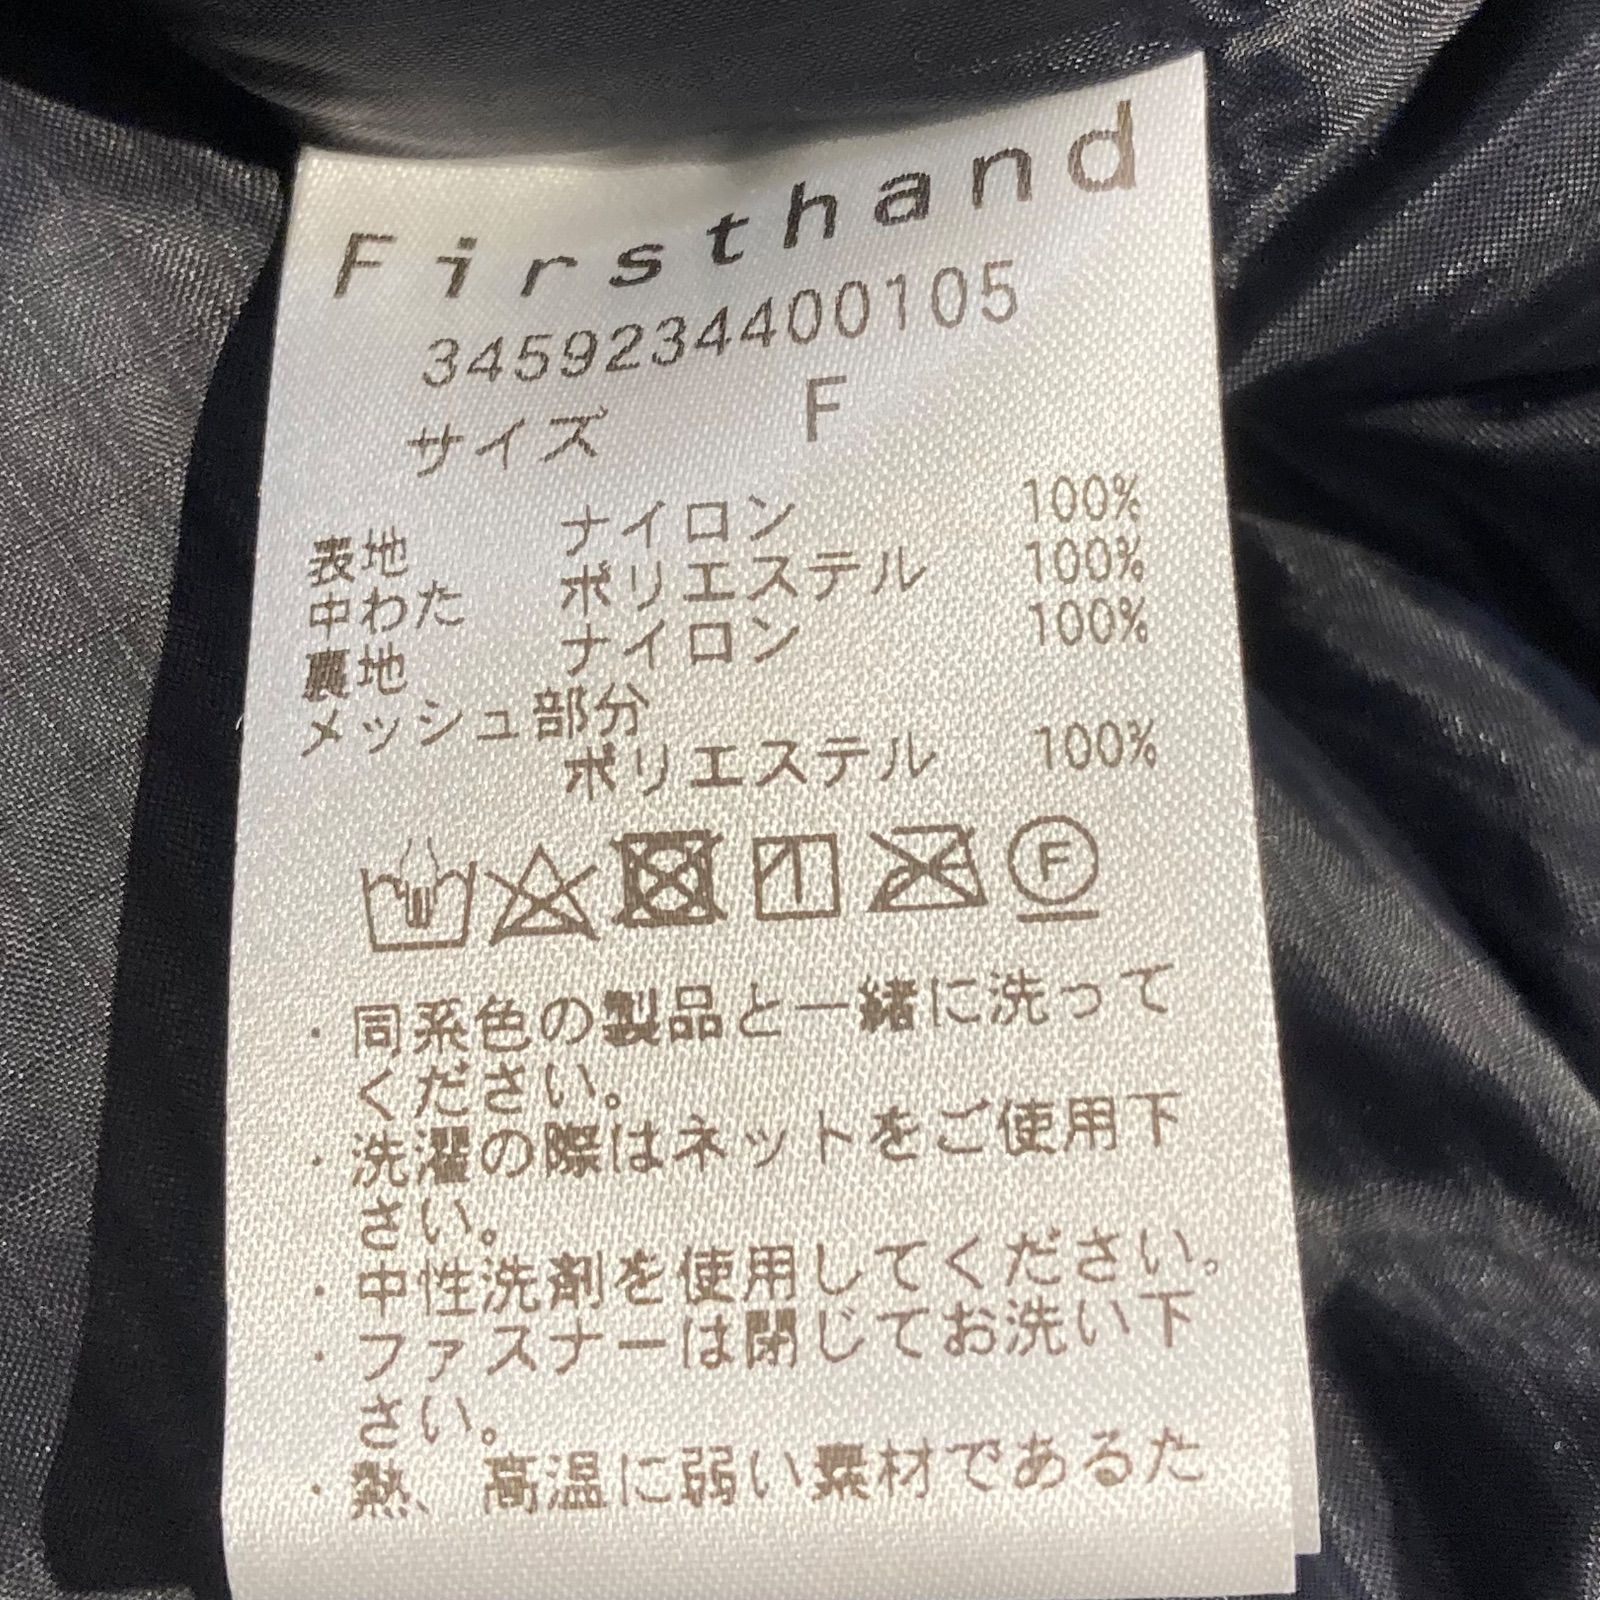 Firsthand
3459234400105
サイズ F
表地 ナイロン 100%
中わた ポリエステル 100%
裏地 ナイロン 100%
メッシュ部分
ポリエステル 100%
F
・同系色の製品と一緒に洗って
ください。
・洗濯の際はネットをご使用下
さい。
・中性洗剤を使用してください。
・ファスナーは閉じてお洗い下
さい。
・熱、高温に弱い素材であるた